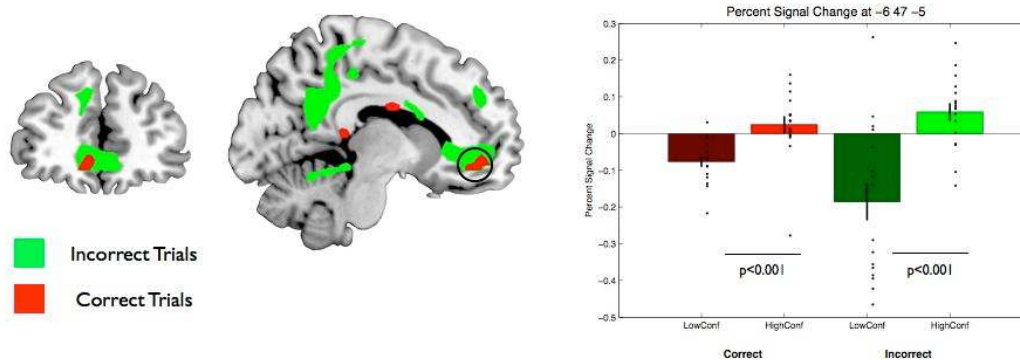 Incorrect Trials
Correct Trials
Percent Signal Change at −6 47 −5
Percent Signal Change
0.3
0.2
0.1
0
−0.1
−0.2
−0.3
−0.4
−0.5
p<0.001
p<0.001
LowConf HighConf LowConf HighConf
Correct Incorrect